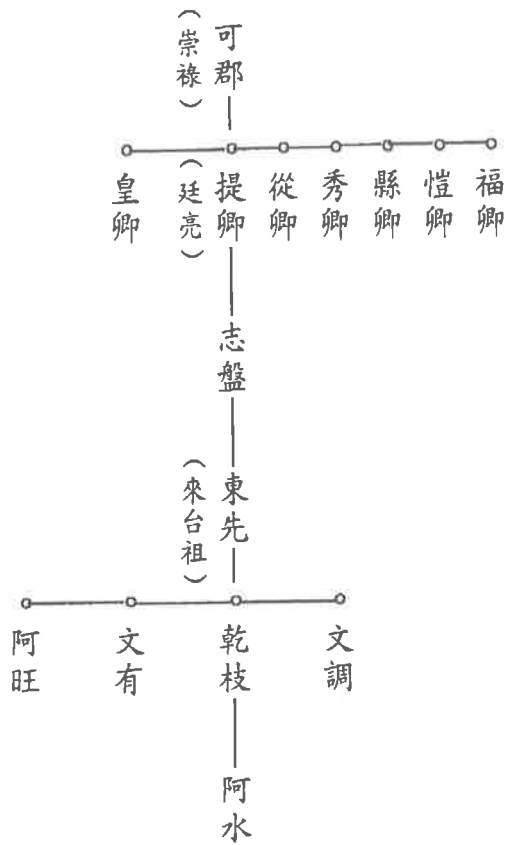 可郡
（崇祿）
福卿
愷卿
縣卿
秀卿
從卿
提卿
（廷亮）
皇卿
志盤
東先
（來台祖）
文調
乾枝
文有
阿旺
阿水